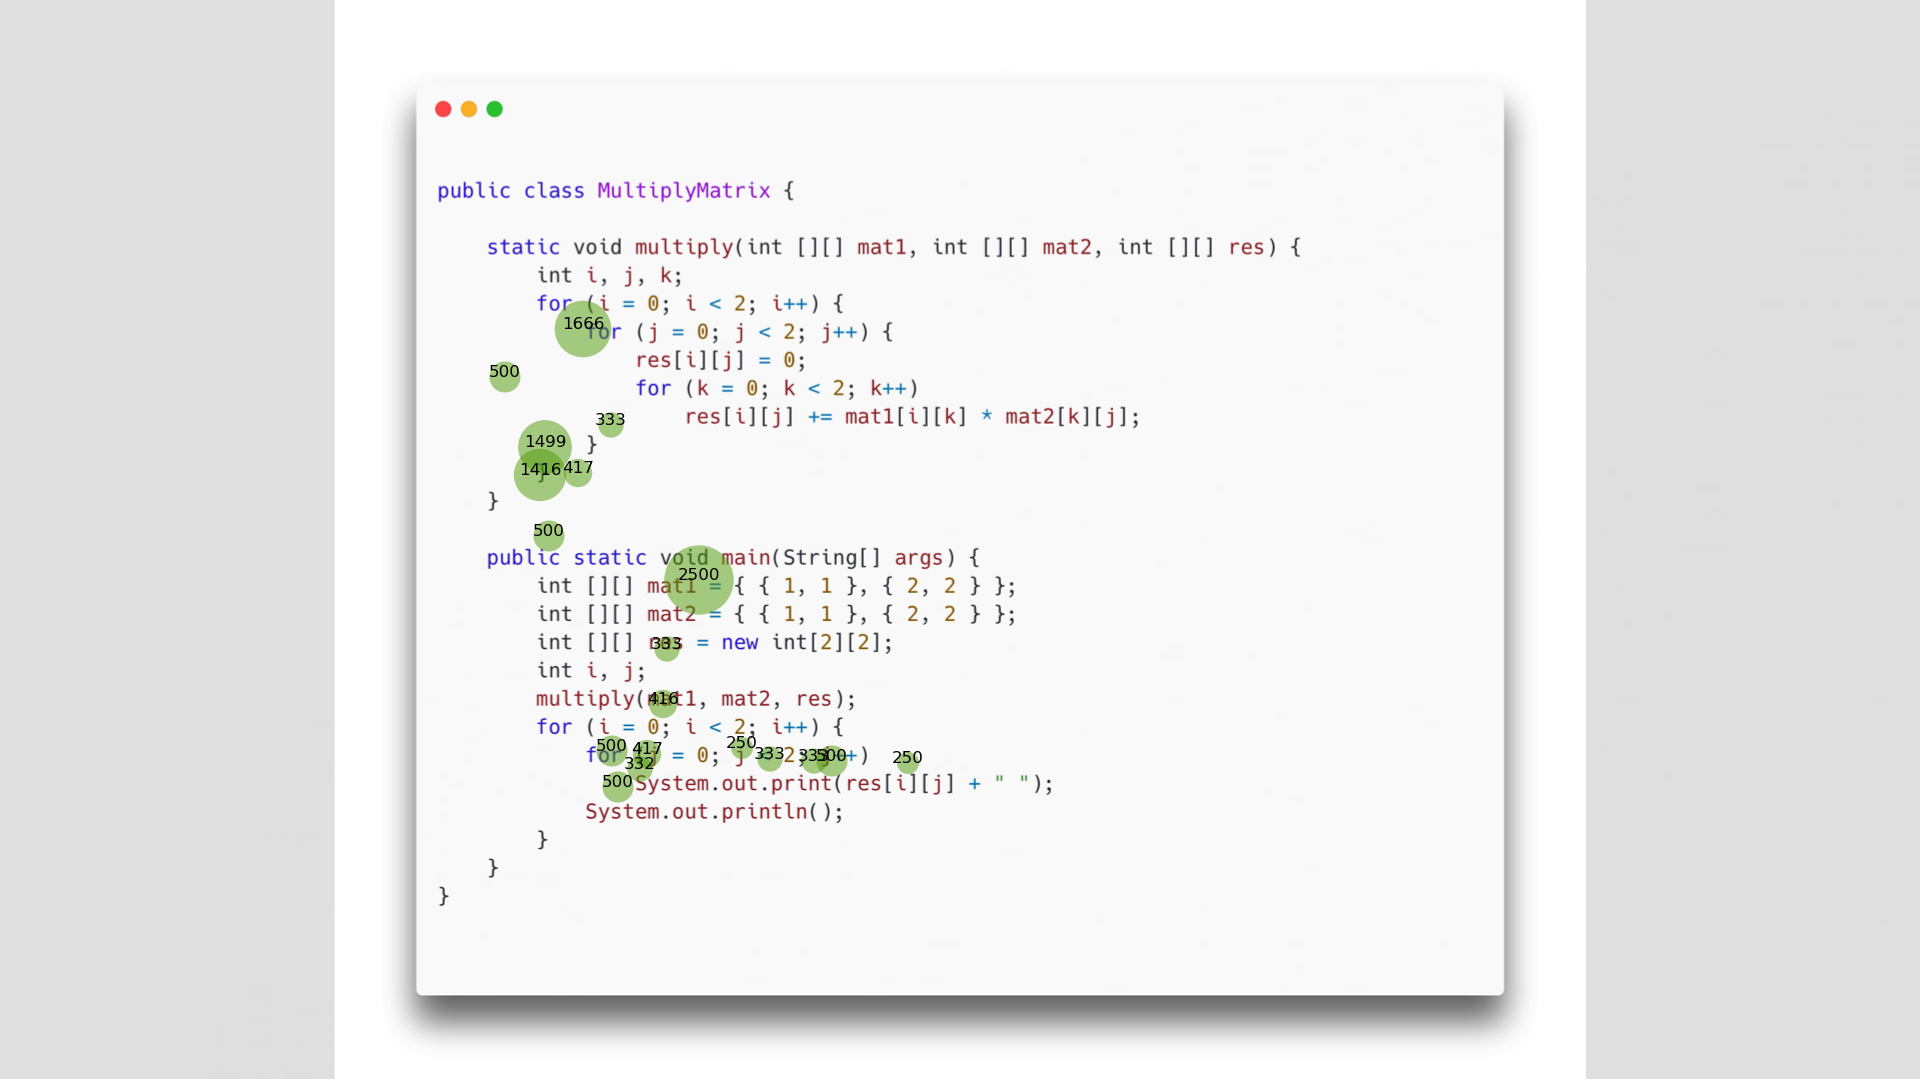 public class MultiplyMatrix {
static void multiply(int [][] mat1, int [][] mat2, int [][] res) {
int i, j, k;
for (i = 0; i < 2; i++) {
1666
for (j = 0; j < 2; j++) {
res[i][j] = 0;
500
for (k = 0; k < 2; k++)
res[i][j] += mat1[i][k] * mat2[k][j];
333
1499 }
1416 } 417
}
500
public static void main(String[] args) {
2500
int [][] mat1 = { { 1, 1 }, { 2, 2 } };
int [][] mat2 = { { 1, 1 }, { 2, 2 } };
int [][] res = new int[2][2];
333
int i, j;
multiply(mat1, mat2, res);
416
for (i = 0; i < 2; i++) {
500 417 250 333 333 500 250
for (j = 0; j < 2; j++)
332
500
System.out.print(res[i][j] + " ");
System.out.println();
}
}
}